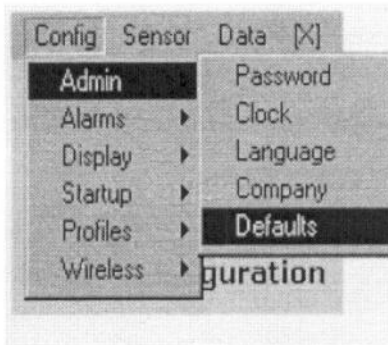 Config Sensor Data [X]
Admin
Alarms
Display
Startup
Profiles
Wireless
Password
Clock
Language
Company
Defaults
guration